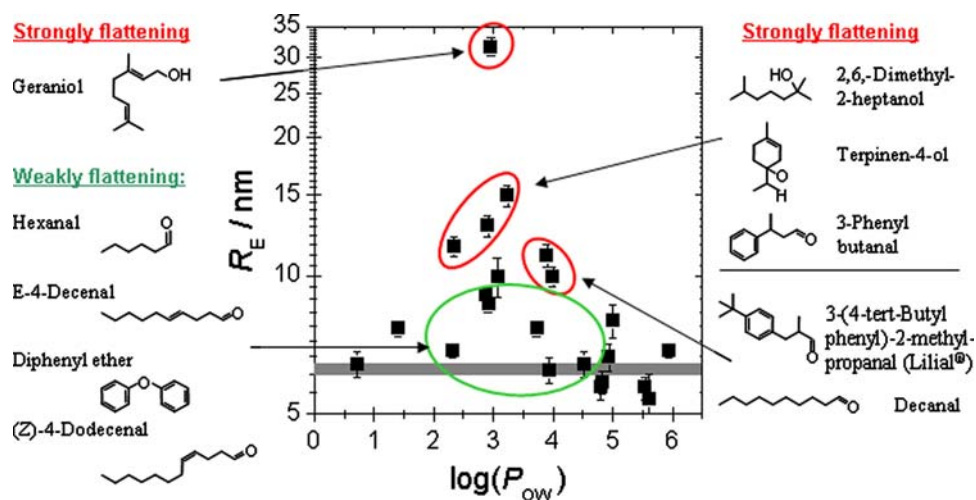 Strongly flattening
Geraniol
OH
Weakly flattening:
Hexanal
O
E-4-Decenal
O
Diphenyl ether
O
(Z)-4-Dodecenal
O
35
30
25
20
15
10
5
R_E / nm
0 1 2 3 4 5 6
log(P_OW)
Strongly flattening
HO
2,6,-Dimethyl-
2-heptanol
Terpinen-4-ol
O
H
3-Phenyl
butanal
O
3-(4-tert-Butyl
phenyl)-2-methyl-
propanal (Lilial®)
O
Decanal
O